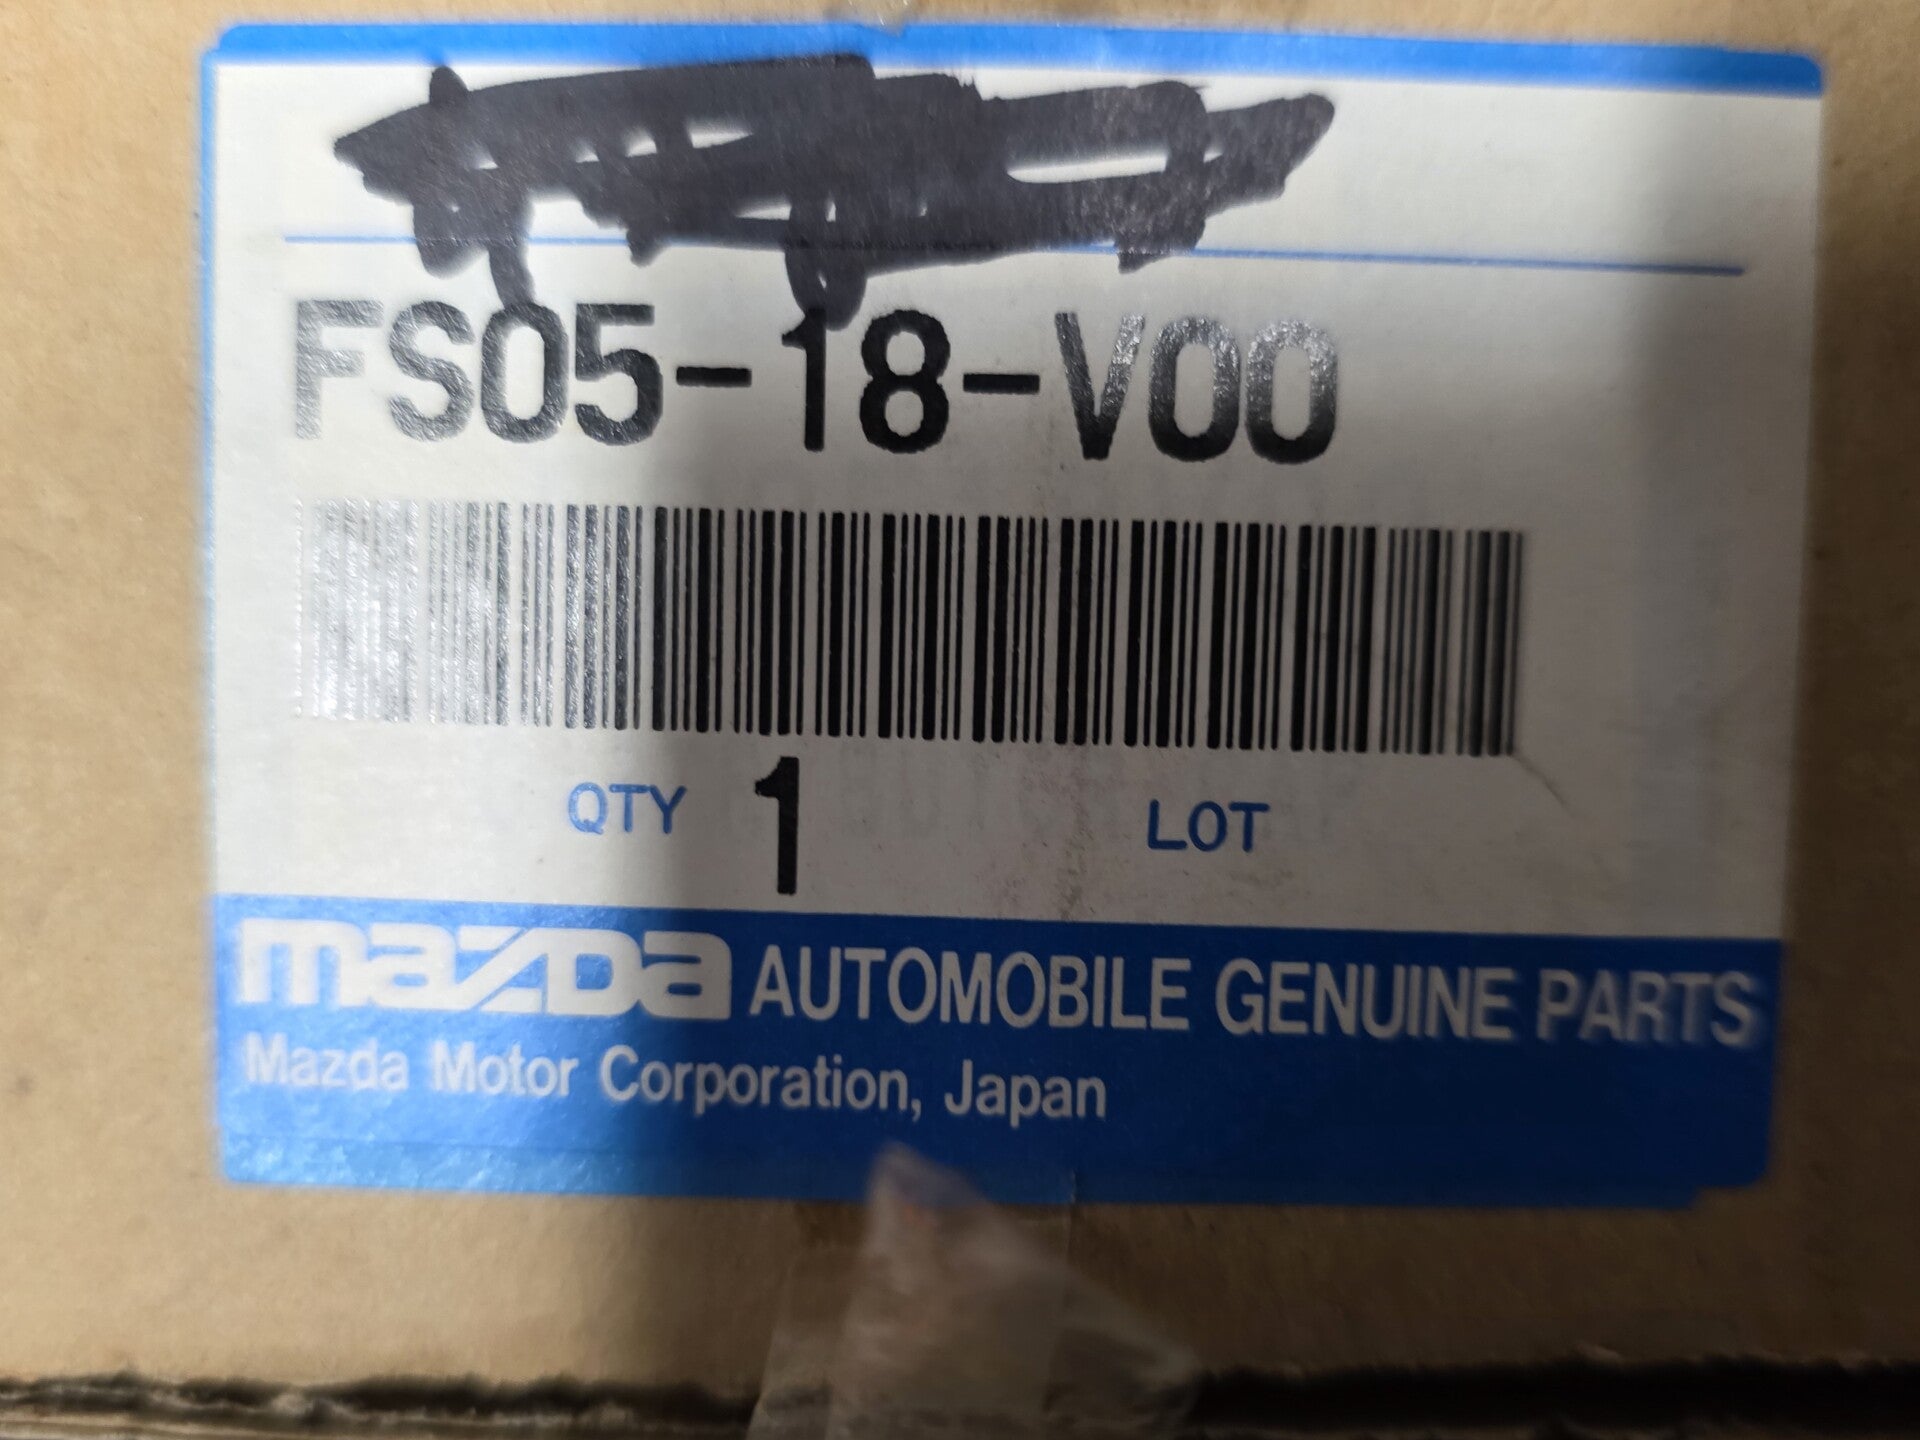 FS05-18-V00
QTY 1 LOT
mazda AUTOMOBILE GENUINE PARTS
Mazda Motor Corporation, Japan